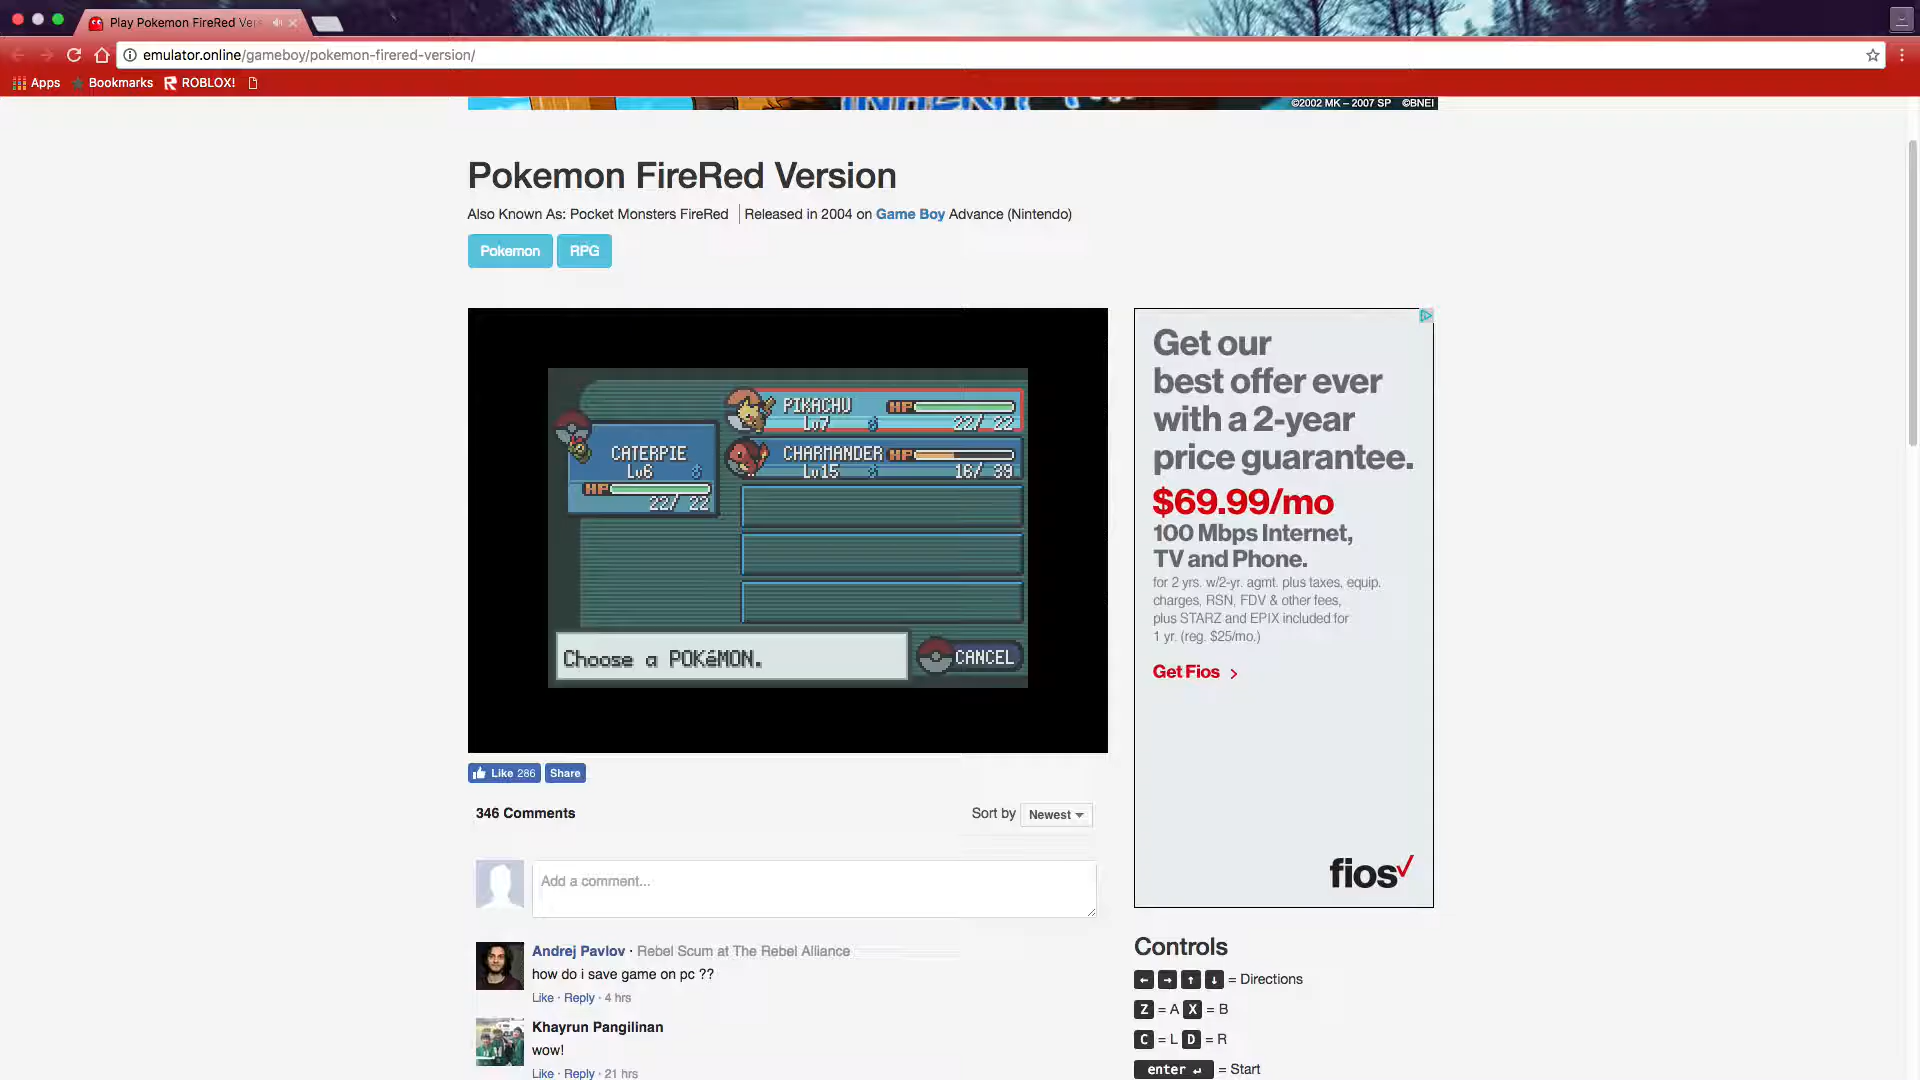 Play Pokemon FireRed Vers
emulator.online/gameboy/pokemon-firered-version/
Apps Bookmarks ROBLOX!
©2002 MK – 2007 SP ©BNEI
Pokemon FireRed Version
Also Known As: Pocket Monsters FireRed Released in 2004 on Game Boy Advance (Nintendo)
Pokemon RPG
PIKACHU HP
Lv7 ♂ 22/ 22
CATERPIE
Lv6 ♂
HP
22/ 22
CHARMANDER HP
Lv15 ♂ 16/ 39
Choose a POKéMON.
CANCEL
Get our
best offer ever
with a 2-year
price guarantee.
$69.99/mo
100 Mbps Internet,
TV and Phone.
for 2 yrs. w/2-yr. agmt. plus taxes, equip.
charges, RSN, FDV & other fees,
plus STARZ and EPIX included for
1 yr. (reg. $25/mo.)
Get Fios >
fios✓
Like 286 Share
346 Comments
Sort by Newest
Add a comment...
Andrej Pavlov · Rebel Scum at The Rebel Alliance
how do i save game on pc ??
Like · Reply · 4 hrs
Khayrun Pangilinan
wow!
Like · Reply · 21 hrs
Controls
← → ↑ ↓ = Directions
Z = A X = B
C = L D = R
enter ↵ = Start